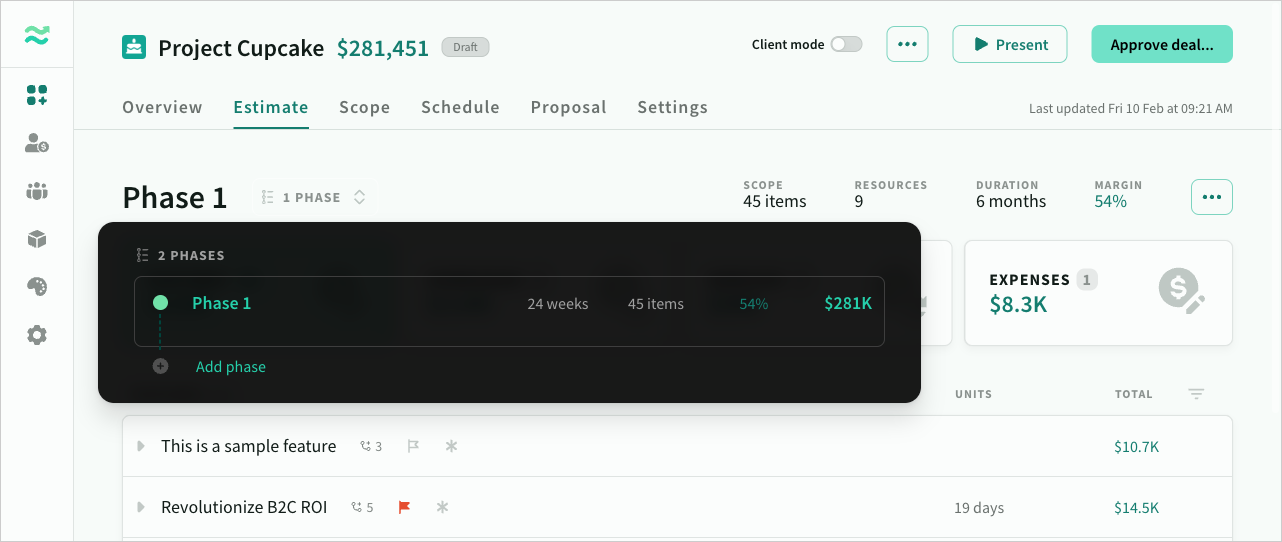 Project Cupcake $281,451 Draft
Client mode
Present
Approve deal...
Overview Estimate Scope Schedule Proposal Settings
Last updated Fri 10 Feb at 09:21 AM
Phase 1
1 PHASE
SCOPE
45 items
RESOURCES
9
DURATION
6 months
MARGIN
54%
2 PHASES
Phase 1 24 weeks 45 items 54% $281K
Add phase
EXPENSES 1
$8.3K
UNITS TOTAL
This is a sample feature 3 $10.7K
Revolutionize B2C ROI 5 19 days $14.5K